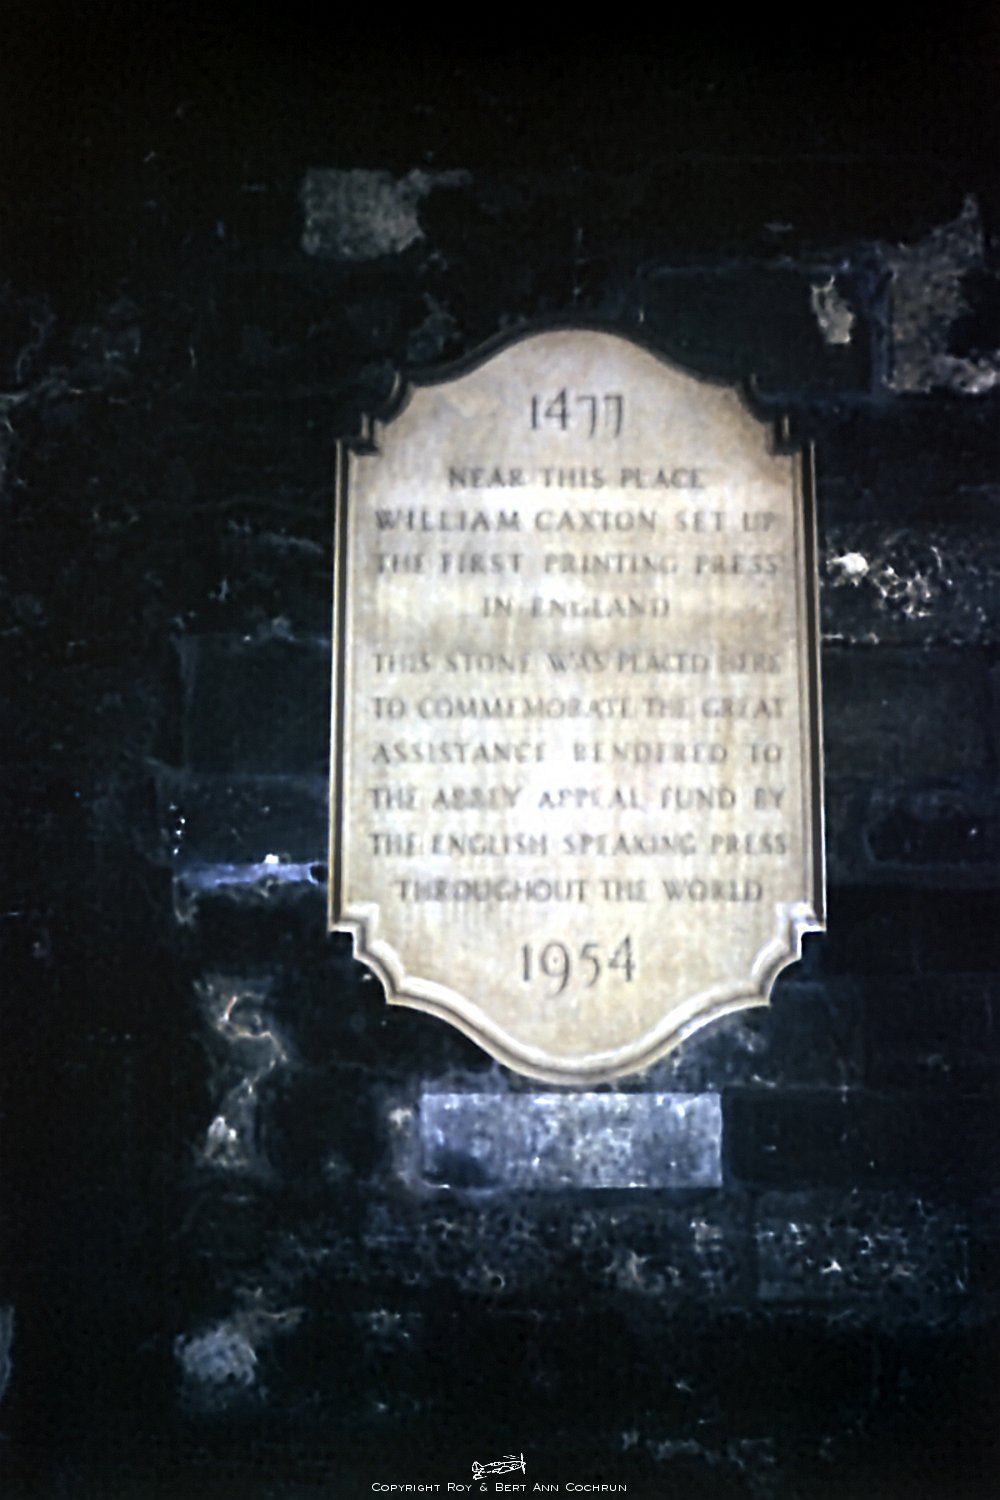 1477
NEAR THIS PLACE
WILLIAM CAXTON SET UP
THE FIRST PRINTING PRESS
IN ENGLAND
THIS STONE WAS PLACED HERE
TO COMMEMORATE THE GREAT
ASSISTANCE RENDERED TO
THE ABBEY APPEAL FUND BY
THE ENGLISH SPEAKING PRESS
THROUGHOUT THE WORLD
1954
COPYRIGHT ROY & BERT ANN COCHRUN